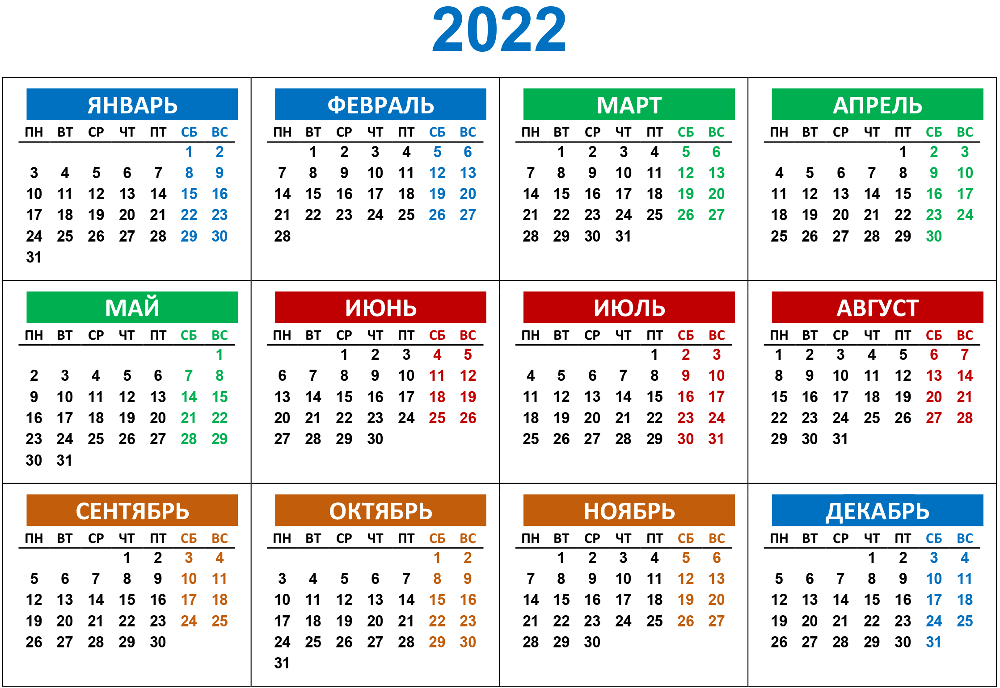 2022
ЯНВАРЬ
ПН ВТ СР ЧТ ПТ СБ ВС
1 2
3 4 5 6 7 8 9
10 11 12 13 14 15 16
17 18 19 20 21 22 23
24 25 26 27 28 29 30
31
ФЕВРАЛЬ
ПН ВТ СР ЧТ ПТ СБ ВС
1 2 3 4 5 6
7 8 9 10 11 12 13
14 15 16 17 18 19 20
21 22 23 24 25 26 27
28
МАРТ
ПН ВТ СР ЧТ ПТ СБ ВС
1 2 3 4 5 6
7 8 9 10 11 12 13
14 15 16 17 18 19 20
21 22 23 24 25 26 27
28 29 30 31
АПРЕЛЬ
ПН ВТ СР ЧТ ПТ СБ ВС
1 2 3
4 5 6 7 8 9 10
11 12 13 14 15 16 17
18 19 20 21 22 23 24
25 26 27 28 29 30
МАЙ
ПН ВТ СР ЧТ ПТ СБ ВС
1
2 3 4 5 6 7 8
9 10 11 12 13 14 15
16 17 18 19 20 21 22
23 24 25 26 27 28 29
30 31
ИЮНЬ
ПН ВТ СР ЧТ ПТ СБ ВС
1 2 3 4 5
6 7 8 9 10 11 12
13 14 15 16 17 18 19
20 21 22 23 24 25 26
27 28 29 30
ИЮЛЬ
ПН ВТ СР ЧТ ПТ СБ ВС
1 2 3
4 5 6 7 8 9 10
11 12 13 14 15 16 17
18 19 20 21 22 23 24
25 26 27 28 29 30 31
АВГУСТ
ПН ВТ СР ЧТ ПТ СБ ВС
1 2 3 4 5 6 7
8 9 10 11 12 13 14
15 16 17 18 19 20 21
22 23 24 25 26 27 28
29 30 31
СЕНТЯБРЬ
ПН ВТ СР ЧТ ПТ СБ ВС
1 2 3 4
5 6 7 8 9 10 11
12 13 14 15 16 17 18
19 20 21 22 23 24 25
26 27 28 29 30
ОКТЯБРЬ
ПН ВТ СР ЧТ ПТ СБ ВС
1 2
3 4 5 6 7 8 9
10 11 12 13 14 15 16
17 18 19 20 21 22 23
24 25 26 27 28 29 30
31
НОЯБРЬ
ПН ВТ СР ЧТ ПТ СБ ВС
1 2 3 4 5 6
7 8 9 10 11 12 13
14 15 16 17 18 19 20
21 22 23 24 25 26 27
28 29 30
ДЕКАБРЬ
ПН ВТ СР ЧТ ПТ СБ ВС
1 2 3 4
5 6 7 8 9 10 11
12 13 14 15 16 17 18
19 20 21 22 23 24 25
26 27 28 29 30 31